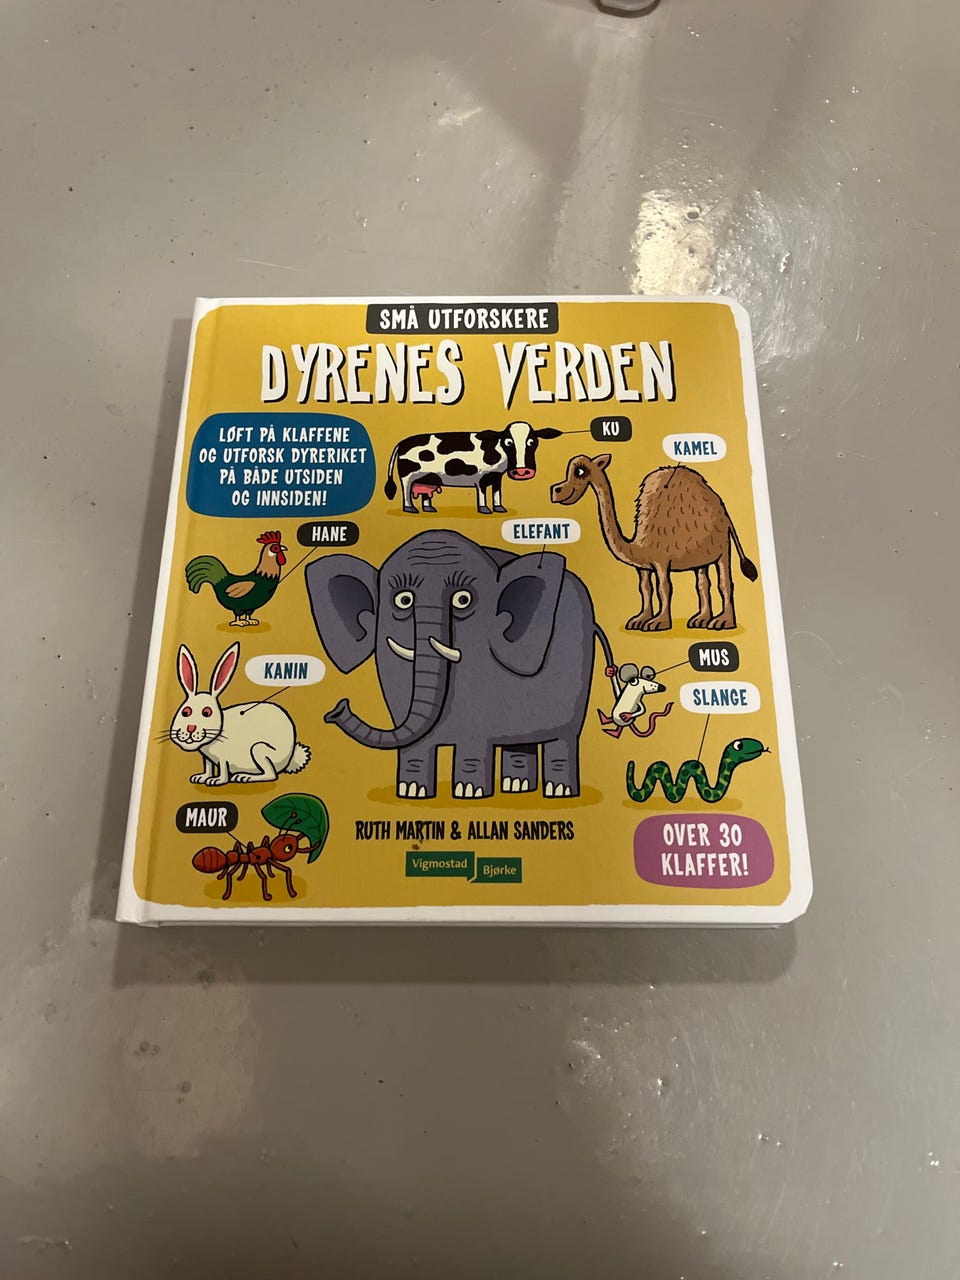 SMÅ UTFORSKERE
DYRENES VERDEN
LØFT PÅ KLAFFENE
OG UTFORSK DYRERIKET
PÅ BÅDE UTSIDEN
OG INNSIDEN!
KU
KAMEL
HANE
ELEFANT
KANIN
MUS
SLANGE
MAUR
RUTH MARTIN & ALLAN SANDERS
Vigmostad
Bjørke
OVER 30
KLAFFER!